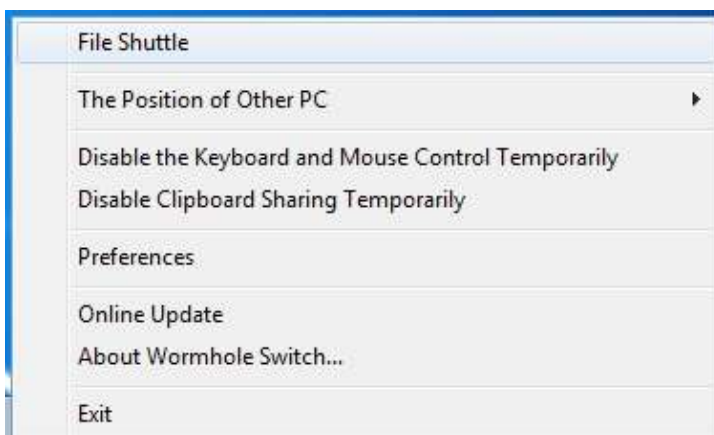 File Shuttle
The Position of Other PC
Disable the Keyboard and Mouse Control Temporarily
Disable Clipboard Sharing Temporarily
Preferences
Online Update
About Wormhole Switch...
Exit